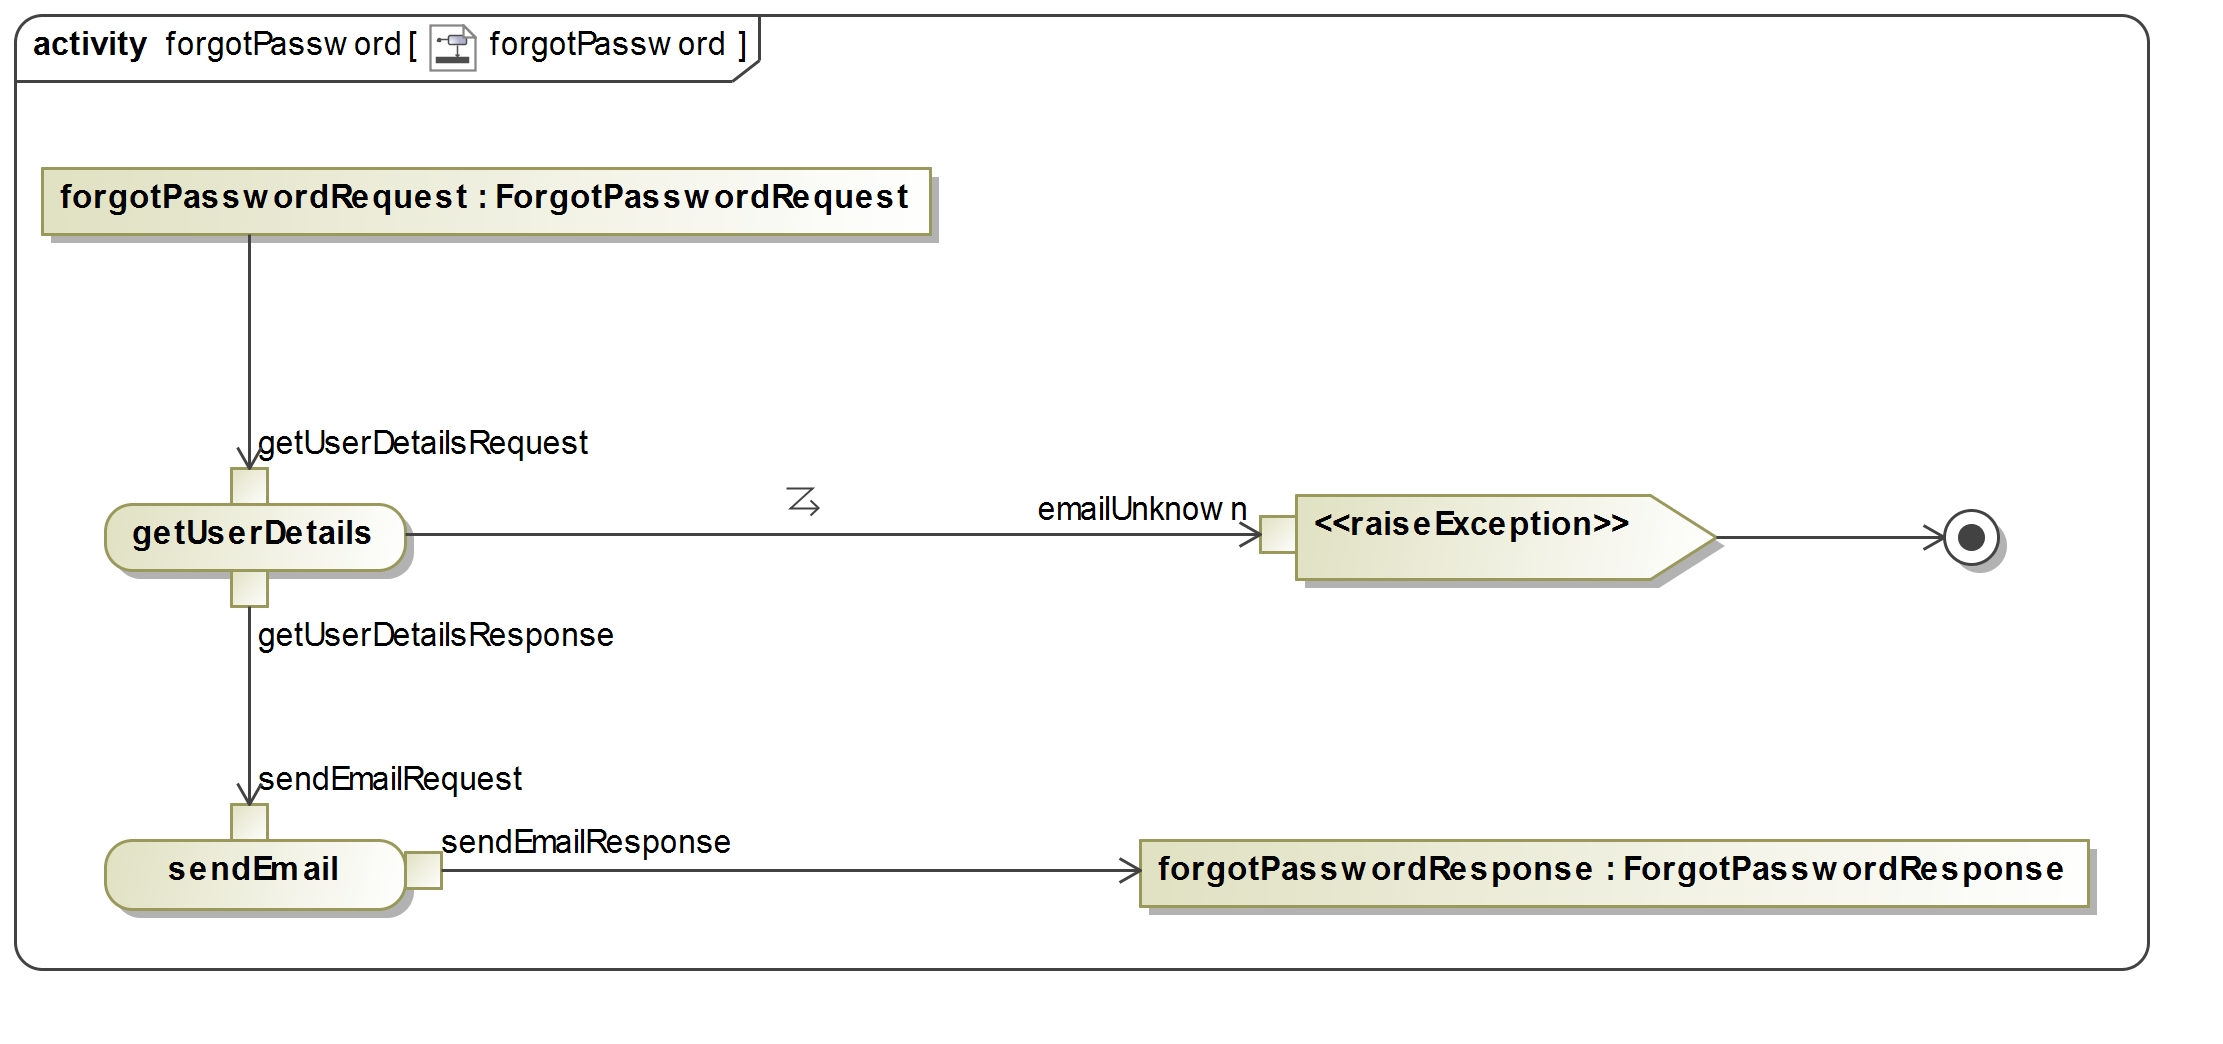 activity forgotPassword[ forgotPassword ]
forgotPasswordRequest : ForgotPasswordRequest
getUserDetailsRequest
getUserDetails
emailUnknown
<<raiseException>>
getUserDetailsResponse
sendEmailRequest
sendEmail
sendEmailResponse
forgotPasswordResponse : ForgotPasswordResponse